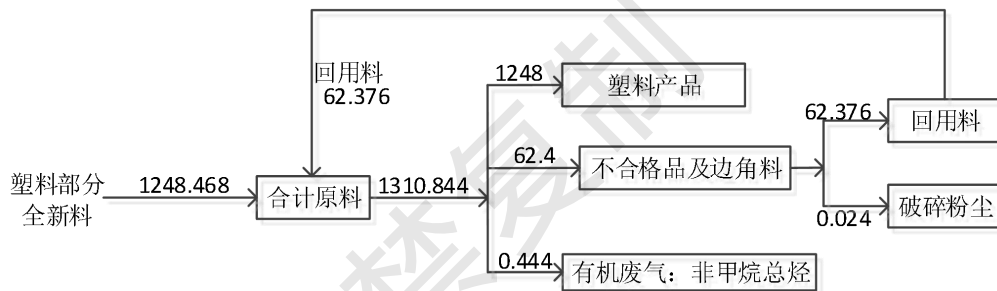 回用料
62.376
1248
塑料产品
62.376
回用料
62.4
不合格品及边角料
塑料部分
全新料
1248.468
合计原料
1310.844
0.024
破碎粉尘
0.444
有机废气：非甲烷总烃
禁复制